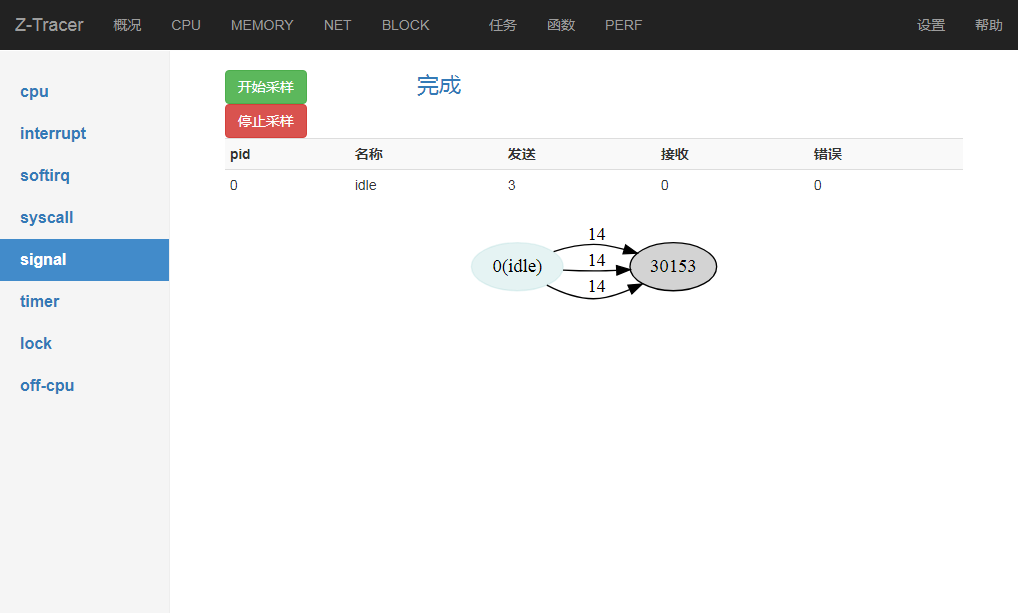 Z-Tracer 概况 CPU MEMORY NET BLOCK 任务 函数 PERF 设置 帮助
cpu
interrupt
softirq
syscall
signal
timer
lock
off-cpu
开始采样 完成
停止采样
pid 名称 发送 接收 错误
0 idle 3 0 0
14
0(idle) 14 30153
14